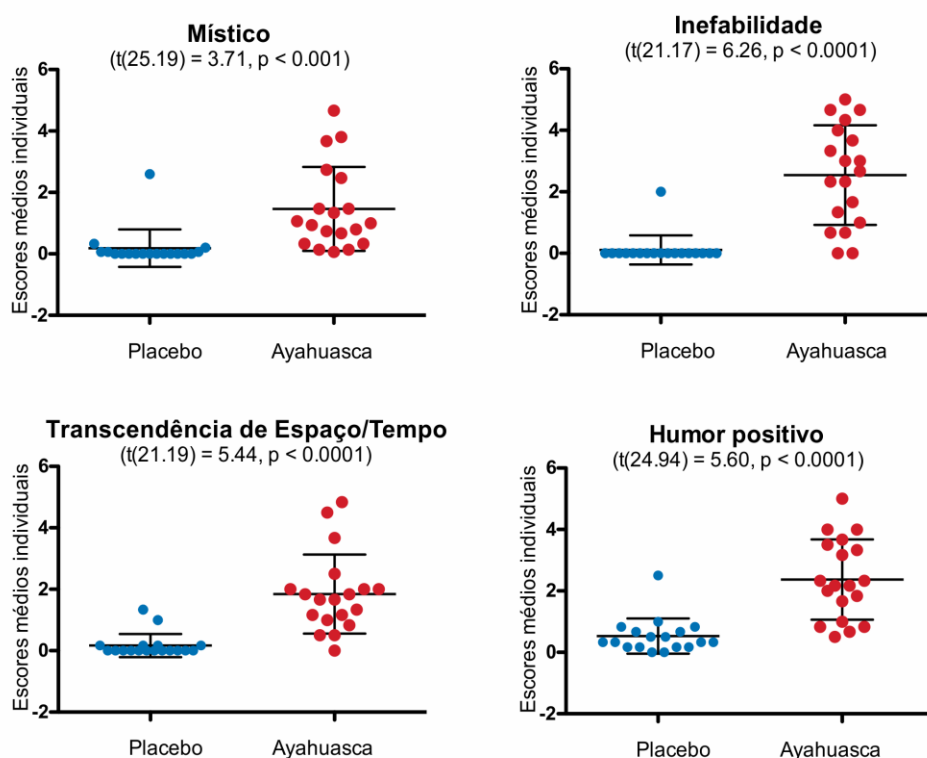 Místico
(t(25.19) = 3.71, p < 0.001)
Escores médios individuais
6
4
2
0
-2
Placebo
Ayahuasca
Inefabilidade
(t(21.17) = 6.26, p < 0.0001)
Escores médios individuais
6
4
2
0
-2
Placebo
Ayahuasca
Transcendência de Espaço/Tempo
(t(21.19) = 5.44, p < 0.0001)
Escores médios individuais
6
4
2
0
-2
Placebo
Ayahuasca
Humor positivo
(t(24.94) = 5.60, p < 0.0001)
Escores médios individuais
6
4
2
0
-2
Placebo
Ayahuasca